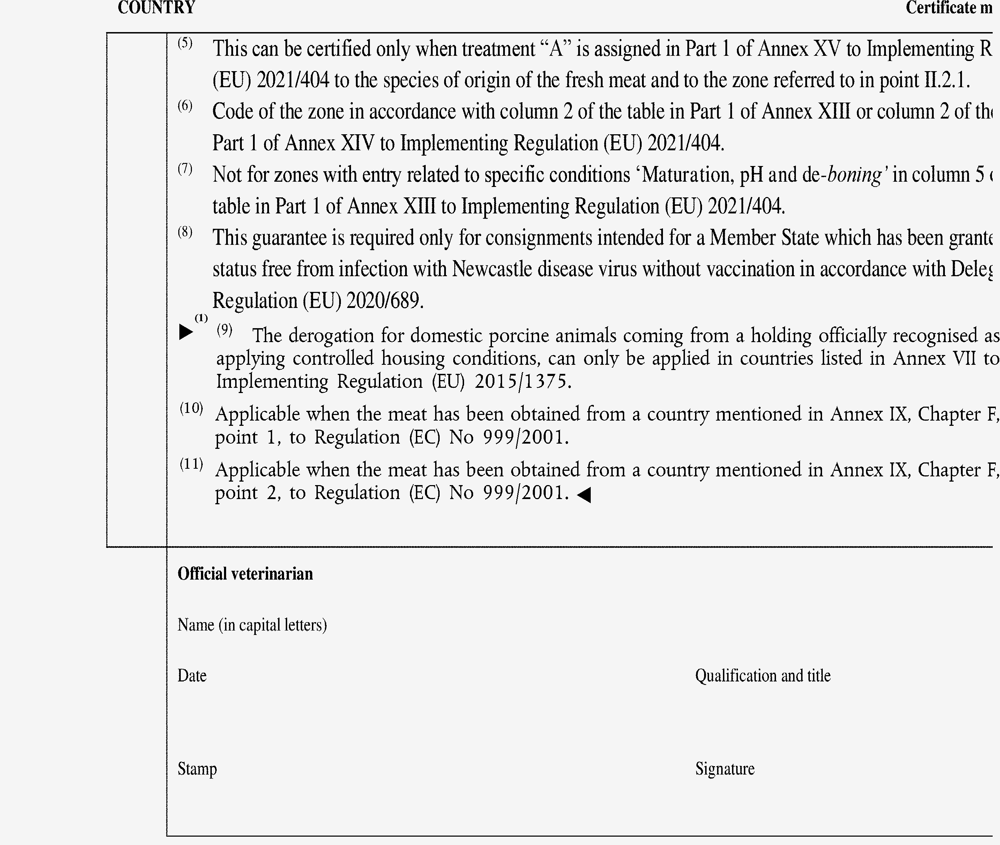 COUNTRY Certificate
(5) This can be certified only when treatment “A” is assigned in Part 1 of Annex XV to Implementing
(EU) 2021/404 to the species of origin of the fresh meat and to the zone referred to in point II.2.1.
(6) Code of the zone in accordance with column 2 of the table in Part 1 of Annex XIII or column 2 of
Part 1 of Annex XIV to Implementing Regulation (EU) 2021/404.
(7) Not for zones with entry related to specific conditions ‘Maturation, pH and de-boning’ in column 5
table in Part 1 of Annex XIII to Implementing Regulation (EU) 2021/404.
(8) This guarantee is required only for consignments intended for a Member State which has been
status free from infection with Newcastle disease virus without vaccination in accordance with
Regulation (EU) 2020/689.
▶ (1) (9) The derogation for domestic porcine animals coming from a holding officially recognised as
applying controlled housing conditions, can only be applied in countries listed in Annex VII to
Implementing Regulation (EU) 2015/1375.
(10) Applicable when the meat has been obtained from a country mentioned in Annex IX, Chapter F,
point 1, to Regulation (EC) No 999/2001.
(11) Applicable when the meat has been obtained from a country mentioned in Annex IX, Chapter F,
point 2, to Regulation (EC) No 999/2001. ◀
Official veterinarian
Name (in capital letters)
Date Qualification and title
Stamp Signature